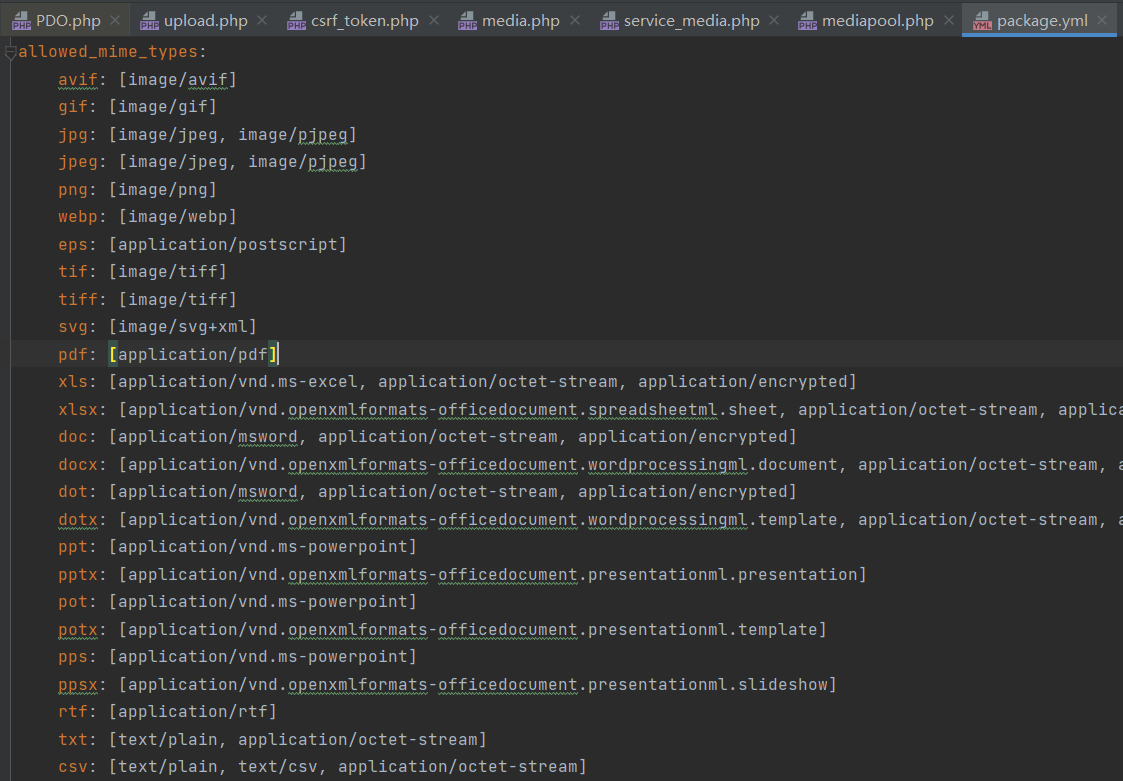 PDO.php upload.php csrf_token.php media.php service_media.php mediapool.php package.yml
allowed_mime_types:
avif: [image/avif]
gif: [image/gif]
jpg: [image/jpeg, image/pjpeg]
jpeg: [image/jpeg, image/pjpeg]
png: [image/png]
webp: [image/webp]
eps: [application/postscript]
tif: [image/tiff]
tiff: [image/tiff]
svg: [image/svg+xml]
pdf: [application/pdf]
xls: [application/vnd.ms-excel, application/octet-stream, application/encrypted]
xlsx: [application/vnd.openxmlformats-officedocument.spreadsheetml.sheet, application/octet-stream, applica
doc: [application/msword, application/octet-stream, application/encrypted]
docx: [application/vnd.openxmlformats-officedocument.wordprocessingml.document, application/octet-stream, a
dot: [application/msword, application/octet-stream, application/encrypted]
dotx: [application/vnd.openxmlformats-officedocument.wordprocessingml.template, application/octet-stream, a
ppt: [application/vnd.ms-powerpoint]
pptx: [application/vnd.openxmlformats-officedocument.presentationml.presentation]
pot: [application/vnd.ms-powerpoint]
potx: [application/vnd.openxmlformats-officedocument.presentationml.template]
pps: [application/vnd.ms-powerpoint]
ppsx: [application/vnd.openxmlformats-officedocument.presentationml.slideshow]
rtf: [application/rtf]
txt: [text/plain, application/octet-stream]
csv: [text/plain, text/csv, application/octet-stream]